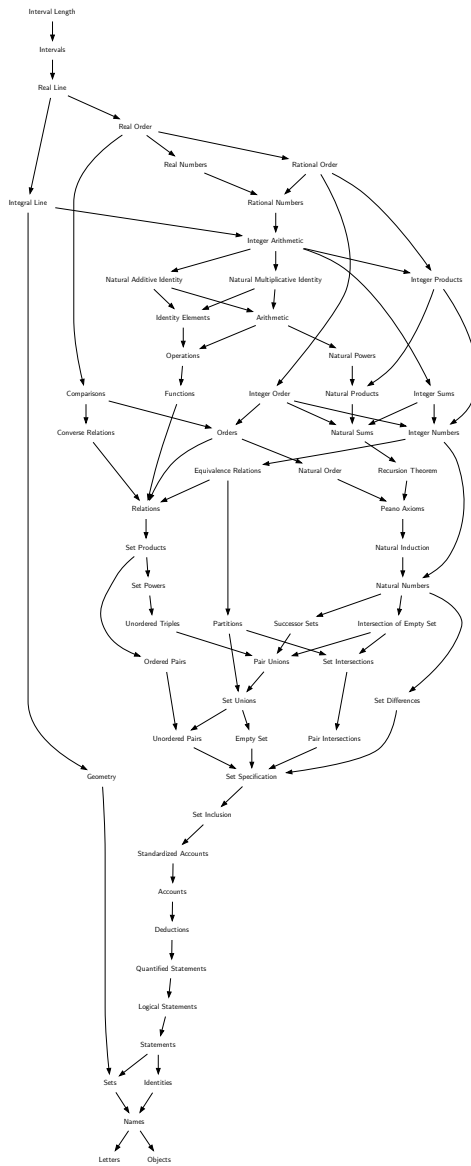 Interval Length
Intervals
Real Line
Real Order
Real Numbers
Rational Order
Integral Line
Rational Numbers
Integer Arithmetic
Natural Additive Identity
Natural Multiplicative Identity
Integer Products
Identity Elements
Arithmetic
Operations
Natural Powers
Comparisons
Functions
Integer Order
Natural Products
Integer Sums
Converse Relations
Orders
Natural Sums
Integer Numbers
Equivalence Relations
Natural Order
Recursion Theorem
Relations
Peano Axioms
Set Products
Natural Induction
Set Powers
Natural Numbers
Unordered Triples
Partitions
Successor Sets
Intersection of Empty Set
Ordered Pairs
Pair Unions
Set Intersections
Set Unions
Set Differences
Unordered Pairs
Empty Set
Pair Intersections
Geometry
Set Specification
Set Inclusion
Standardized Accounts
Accounts
Deductions
Quantified Statements
Logical Statements
Statements
Sets
Identities
Names
Letters
Objects